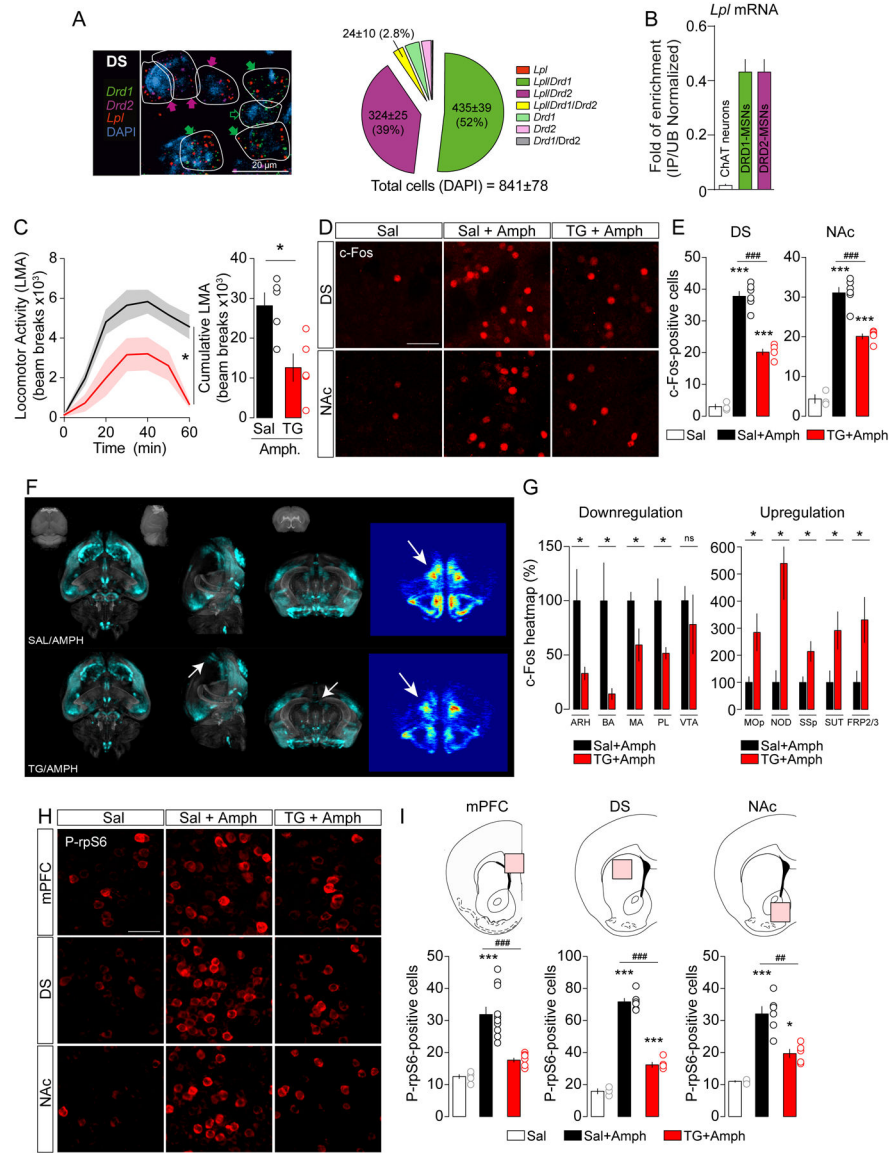 A
DS
Drd1
Drd2
Lpl
DAPI
20 µm
24±10 (2.8%)
324±25
(39%)
435±39
(52%)
Lpl
Lpl/Drd1
Lpl/Drd2
Lpl/Drd1/Drd2
Drd1
Drd2
Drd1/Drd2
Total cells (DAPI) = 841±78
B
Lpl mRNA
Fold of enrichment
(IP/UB Normalized)
0.6
0.4
0.2
0
ChAT neurons
DRD1-MSNs
DRD2-MSNs
C
Locomotor Activity (LMA)
(beam breaks x10³)
8
6
4
2
0
0 20 40 60
Time (min)
*
Cumulative LMA
(beam breaks x10³)
40
30
20
10
0
*
Sal TG
Amph.
D
Sal
Sal + Amph
TG + Amph
c-Fos
DS
NAc
E
DS
NAc
c-Fos-positive cells
50
40
30
20
10
0
***
###
***
40
30
20
10
0
***
###
***
Sal
Sal+Amph
TG+Amph
F
SAL/AMPH
TG/AMPH
G
Downregulation
Upregulation
c-Fos heatmap (%)
150
100
50
0
* * * * ns
ARH BA MA PL VTA
600
500
400
300
200
100
0
* * * * *
MOp NOD SSp SUT FRP2/3
Sal+Amph
TG+Amph
Sal+Amph
TG+Amph
H
Sal
Sal + Amph
TG + Amph
P-rpS6
mPFC
DS
NAc
I
mPFC
DS
NAc
P-rpS6-positive cells
50
40
30
20
10
0
***
###
P-rpS6-positive cells
100
80
60
40
20
0
***
###
***
P-rpS6-positive cells
50
40
30
20
10
0
***
##
*
Sal
Sal+Amph
TG+Amph